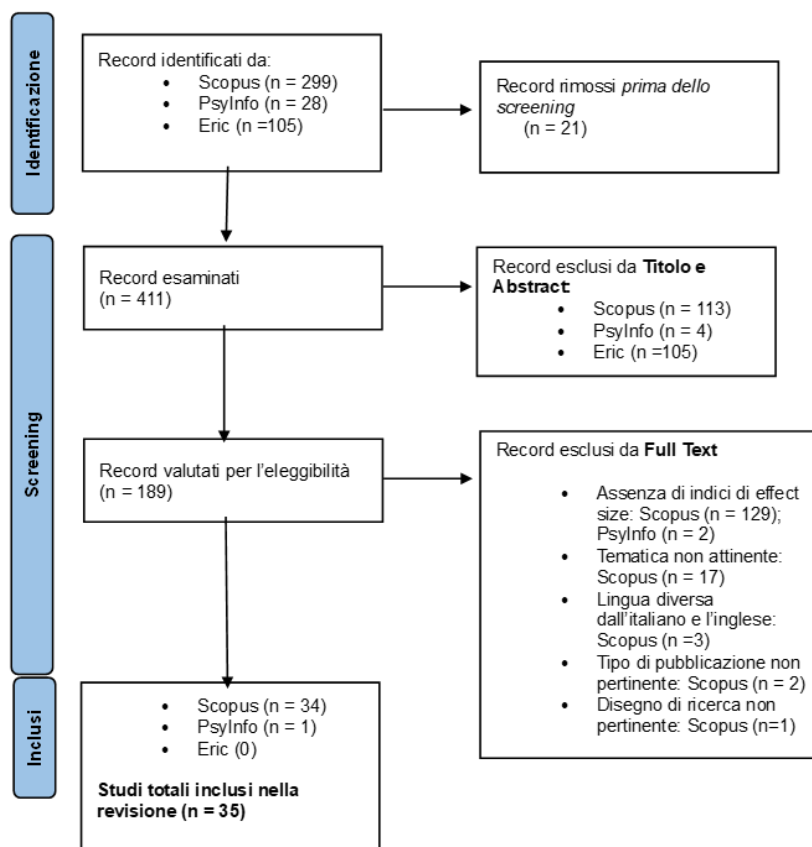 Identificazione
Record identificati da:
• Scopus (n = 299)
• PsyInfo (n = 28)
• Eric (n =105)
Record rimossi prima dello
screening
(n = 21)
Screening
Record esaminati
(n = 411)
Record esclusi da Titolo e
Abstract:
• Scopus (n = 113)
• PsyInfo (n = 4)
• Eric (n =105)
Record valutati per l'eleggibilità
(n = 189)
Record esclusi da Full Text
• Assenza di indici di effect
size: Scopus (n = 129);
PsyInfo (n = 2)
• Tematica non attinente:
Scopus (n = 17)
• Lingua diversa
dall'italiano e l'inglese:
Scopus (n =3)
• Tipo di pubblicazione non
pertinente: Scopus (n = 2)
• Disegno di ricerca non
pertinente: Scopus (n=1)
Inclusi
• Scopus (n = 34)
• PsyInfo (n = 1)
• Eric (0)
Studi totali inclusi nella
revisione (n = 35)